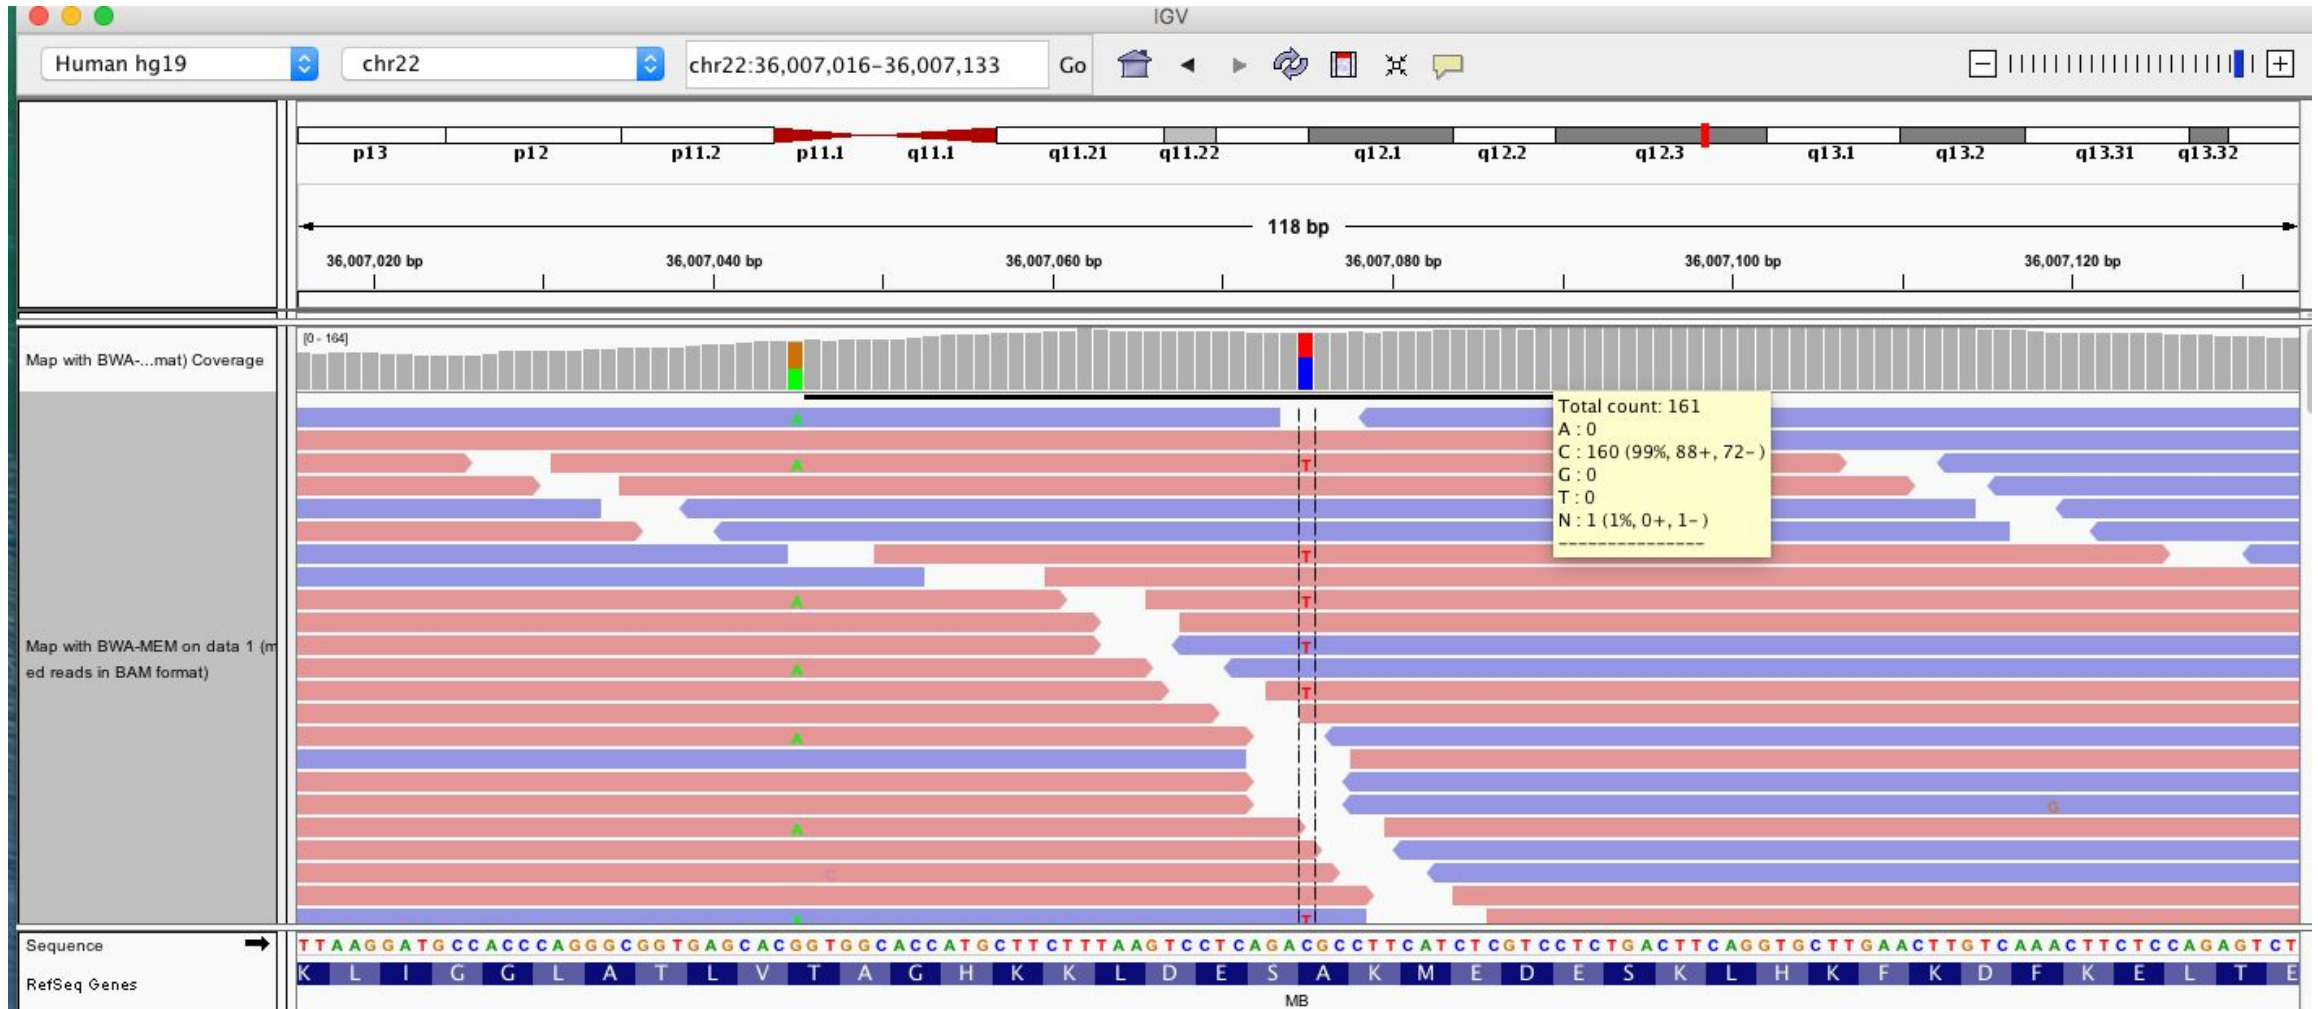 IGV
Human hg19 chr22 chr22:36,007,016-36,007,133 Go
p13 p12 p11.2 p11.1 q11.1 q11.21 q11.22 q12.1 q12.2 q12.3 q13.1 q13.2 q13.31 q13.32
118 bp
36,007,020 bp 36,007,040 bp 36,007,060 bp 36,007,080 bp 36,007,100 bp 36,007,120 bp
[0 - 164]
Map with BWA-...mat) Coverage
Total count: 161
A : 0
C : 160 (99%, 88+, 72- )
G : 0
T : 0
N : 1 (1%, 0+, 1- )
---------------
A
A T
T
A T
T
A
T
A
G
A
C
A T
Map with BWA-MEM on data 1 (m
ed reads in BAM format)
Sequence
T T A A G G A T G C C A C C C A G G G C G G T G A G C A C G G T G G C A C C A T G C T T C T T T A A G T C C T C A G A C G C C T T C A T C T C G T C C T C T G A C T T C A G G T G C T T G A A C T T G T C A A A C T T C T C C A G A G T C T
RefSeq Genes
K L I G G L A T L V T A G H K K L D E S A K M E D E S K L H K F K D F K E L T E
MB